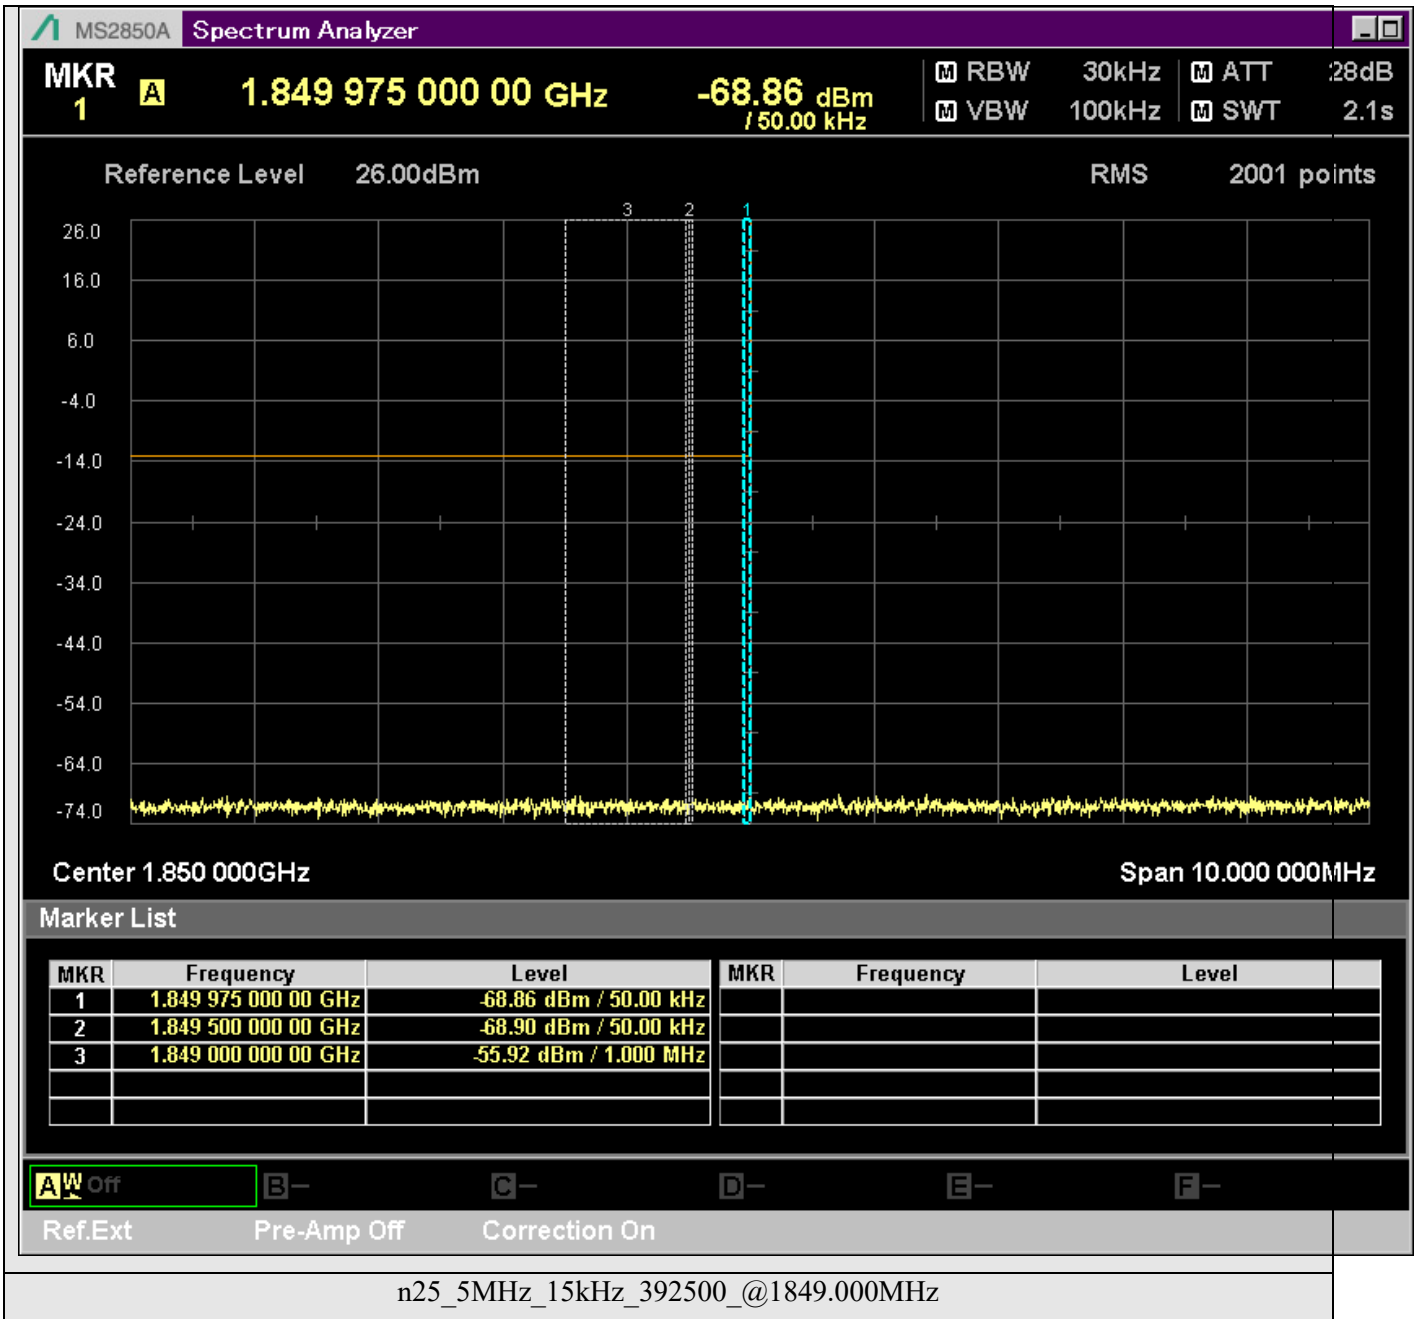 MS2850A Spectrum Analyzer
MKR 1 A 1.849 975 000 00 GHz -68.86 dBm / 50.00 kHz
M RBW 30kHz M ATT 28dB
M VBW 100kHz M SWT 2.1s
Reference Level 26.00dBm RMS 2001 points
3 2 1
26.0
16.0
6.0
-4.0
-14.0
-24.0
-34.0
-44.0
-54.0
-64.0
-74.0
Center 1.850 000GHz Span 10.000 000MHz
Marker List
MKR Frequency Level MKR Frequency Level
1 1.849 975 000 00 GHz -68.86 dBm / 50.00 kHz
2 1.849 500 000 00 GHz -68.90 dBm / 50.00 kHz
3 1.849 000 000 00 GHz -55.92 dBm / 1.000 MHz
A W Off B— C— D— E— F—
Ref.Ext Pre-Amp Off Correction On
n25_5MHz_15kHz_392500_@1849.000MHz